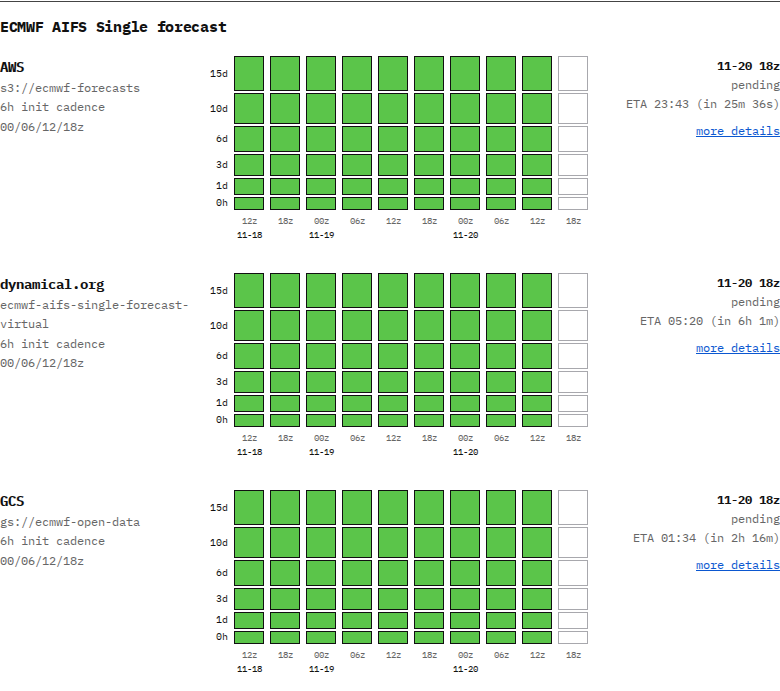 ECMWF AIFS Single forecast
AWS
s3://ecmwf-forecasts
6h init cadence
00/06/12/18z
15d
10d
6d
3d
1d
0h
12z 18z 00z 06z 12z 18z 00z 06z 12z 18z
11-18 11-19 11-20
11-20 18z
pending
ETA 23:43 (in 25m 36s)
more details
dynamical.org
ecmwf-aifs-single-forecast-
virtual
6h init cadence
00/06/12/18z
15d
10d
6d
3d
1d
0h
12z 18z 00z 06z 12z 18z 00z 06z 12z 18z
11-18 11-19 11-20
11-20 18z
pending
ETA 05:20 (in 6h 1m)
more details
GCS
gs://ecmwf-open-data
6h init cadence
00/06/12/18z
15d
10d
6d
3d
1d
0h
12z 18z 00z 06z 12z 18z 00z 06z 12z 18z
11-18 11-19 11-20
11-20 18z
pending
ETA 01:34 (in 2h 16m)
more details